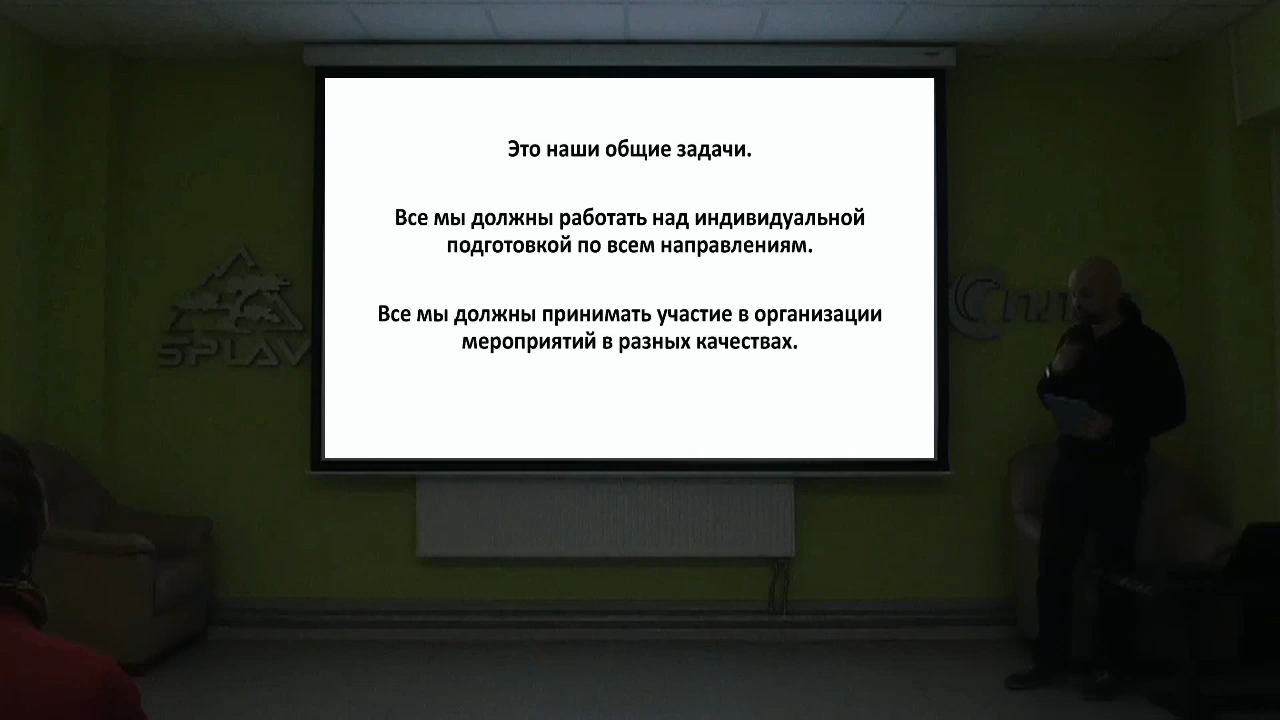 Это наши общие задачи.
Все мы должны работать над индивидуальной
подготовкой по всем направлениям.
Все мы должны принимать участие в организации
мероприятий в разных качествах.
SPLAV